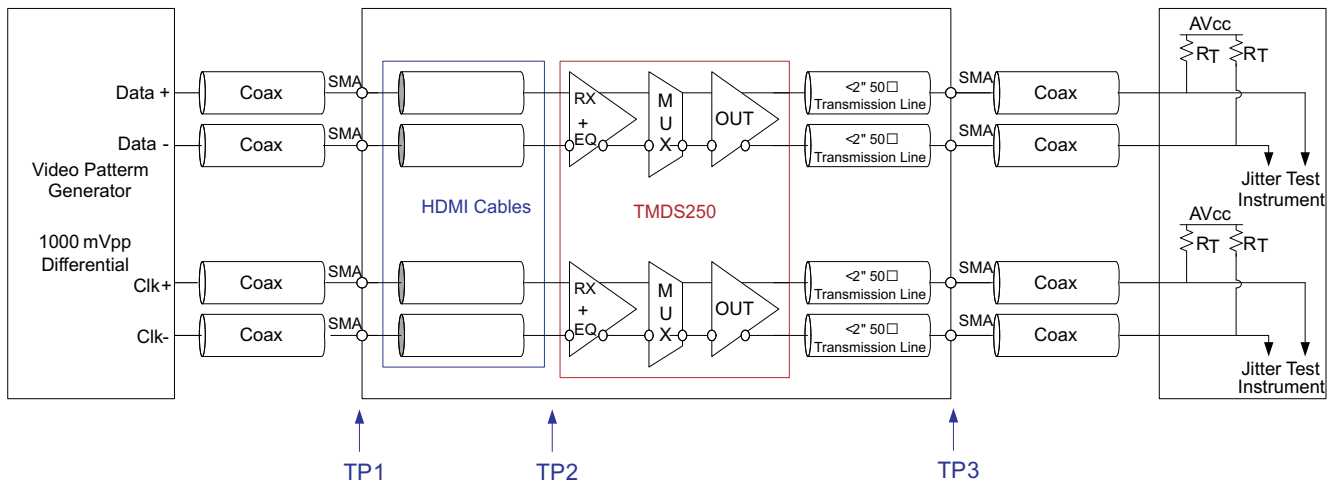 AVcc
RT RT
Data + Coax SMA RX + EQ MUX OUT <2" 50□ Transmission Line SMA Coax
Data - Coax SMA <2" 50□ Transmission Line SMA Coax
Video Patterm
Generator
HDMI Cables
TMDS250
Jitter Test
Instrument
1000 mVpp
Differential
AVcc
RT RT
Clk+ Coax SMA RX + EQ MUX OUT <2" 50□ Transmission Line SMA Coax
Clk- Coax SMA <2" 50□ Transmission Line SMA Coax
Jitter Test
Instrument
TP1
TP2
TP3